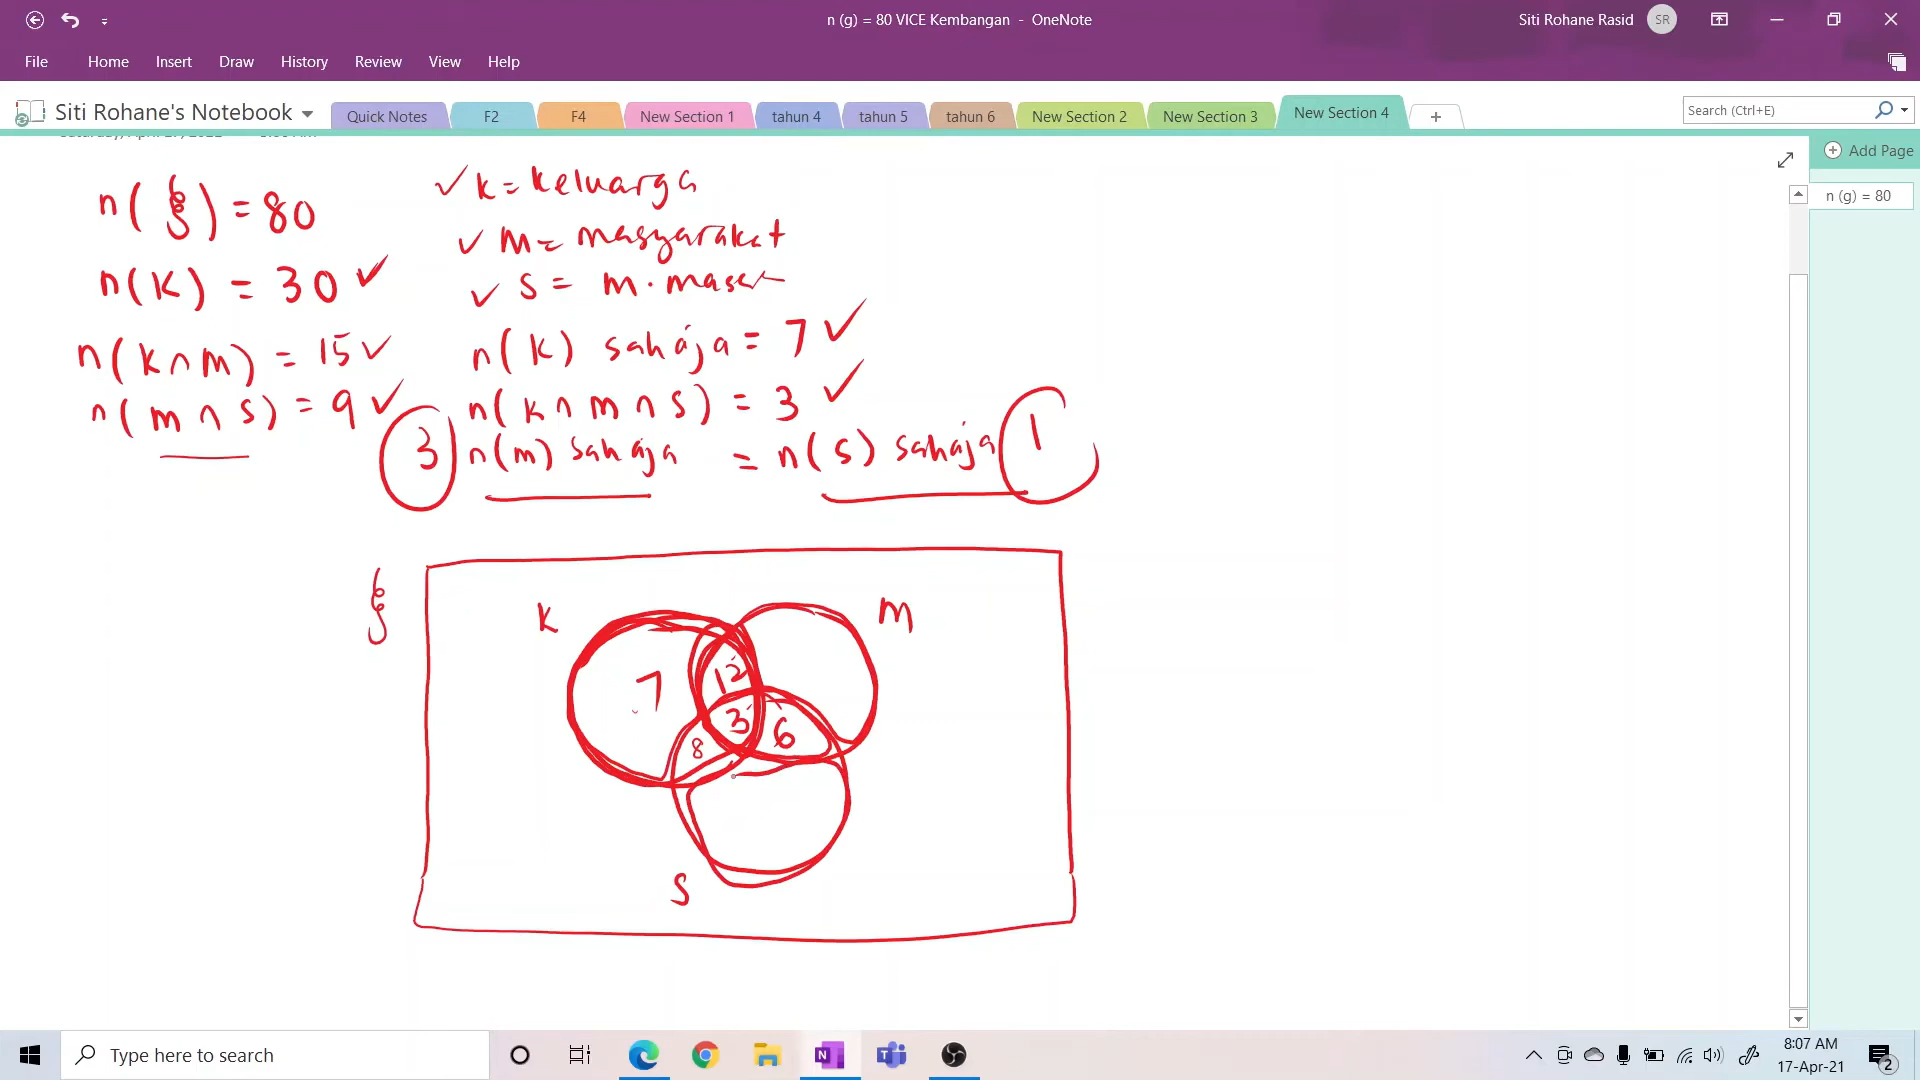 n (g) = 80 VICE Kembangan - OneNote
Siti Rohane Rasid
SR
File Home Insert Draw History Review View Help
Siti Rohane's Notebook
Quick Notes
F2
F4
New Section 1
tahun 4
tahun 5
tahun 6
New Section 2
New Section 3
New Section 4
+
Search (Ctrl+E)
Add Page
n (g) = 80
n(ξ) = 80
n(K) = 30 ✓
n(K∩M) = 15 ✓
n(M∩S) = 9 ✓
✓ K = keluarga
✓ M = masyarakat
✓ S = m.
n(K) sahaja = 7 ✓
n(K∩M∩S) = 3 ✓
3 n(M) sahaja = n(S) sahaja 1
ξ
K
M
7
12
3
6
8
S
Type here to search
8:07 AM
17-Apr-21
2